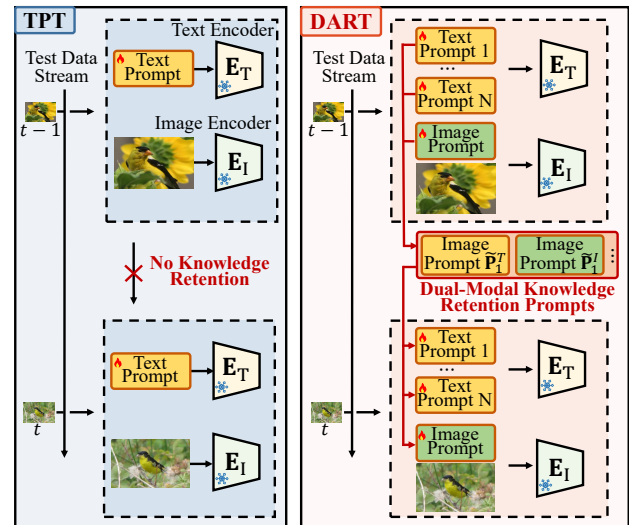 TPT
Test Data
Stream
t − 1
Text Encoder
Text
Prompt
E_T
Image Encoder
E_I
No Knowledge
Retention
Text
Prompt
E_T
t
E_I
DART
Test Data
Stream
t − 1
Text
Prompt 1
...
Text
Prompt N
E_T
Image
Prompt
E_I
Image
Prompt P̃₁ᵀ
Image
Prompt P̃₁ᴵ
⋮
Dual-Modal Knowledge
Retention Prompts
Text
Prompt 1
...
Text
Prompt N
E_T
t
Image
Prompt
E_I